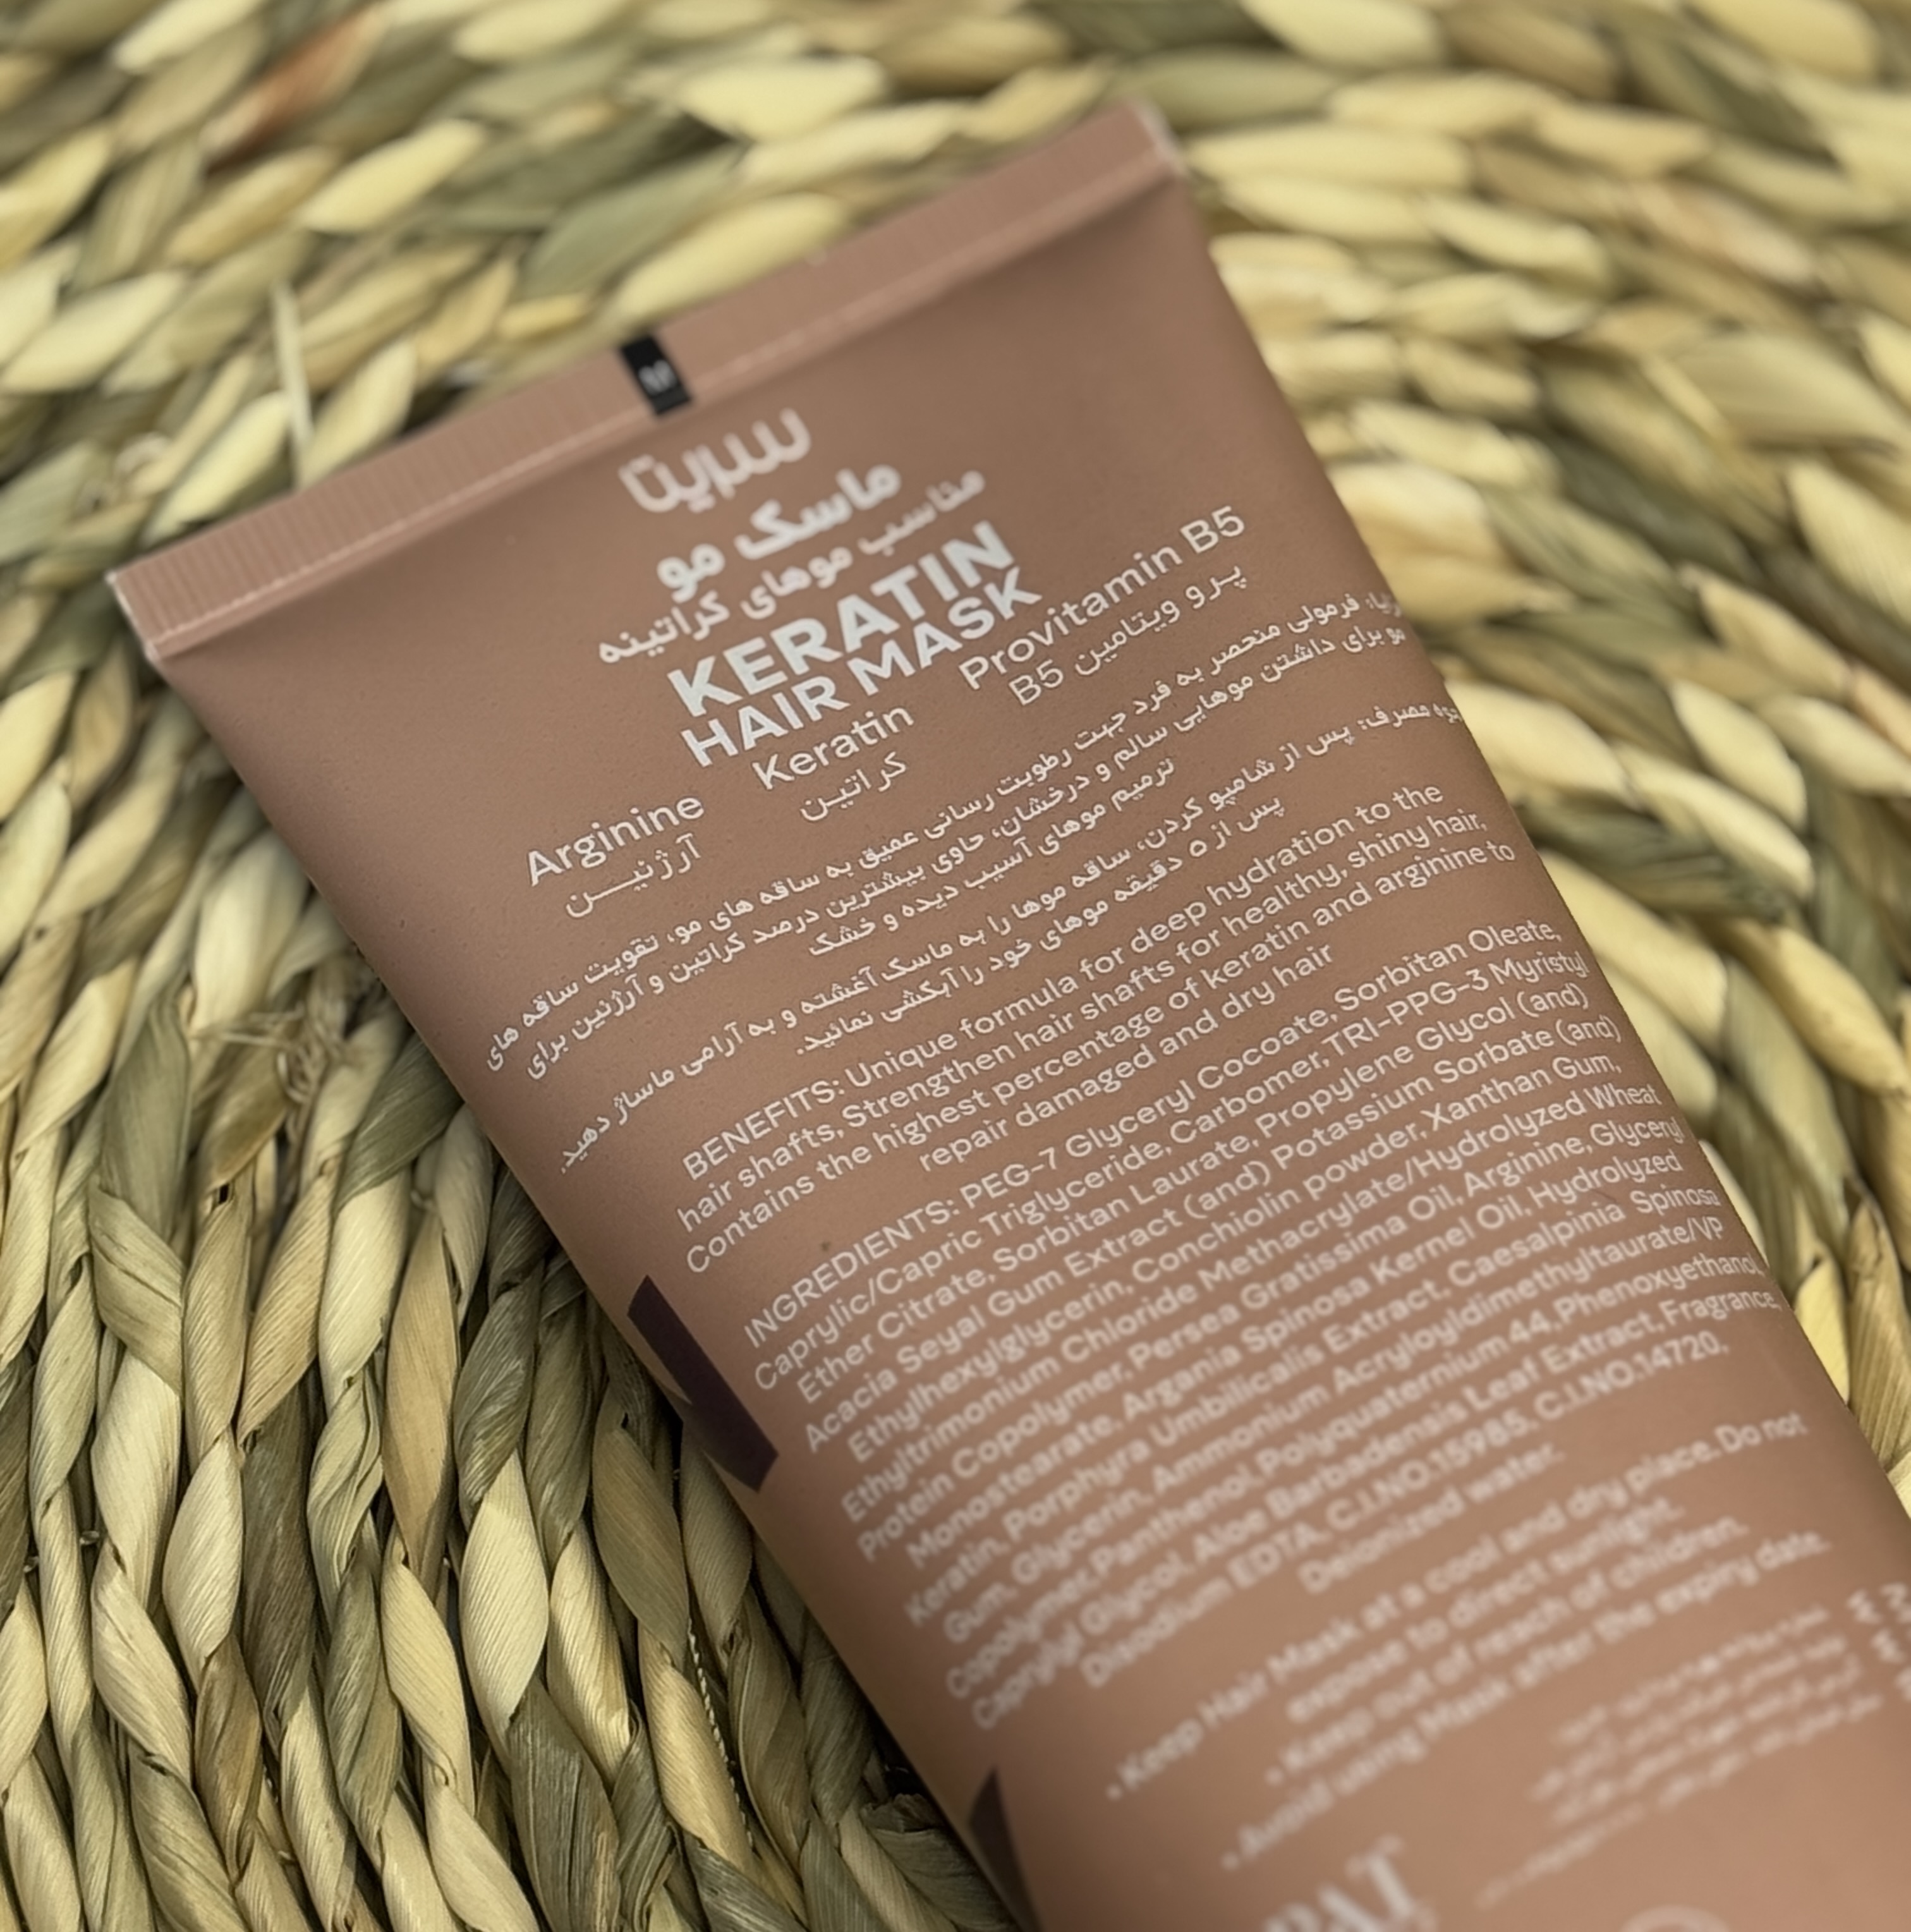 سریتا
ماسک مو
مناسب موهای کراتینه
KERATIN
HAIR MASK
Arginine
آرژنیـــن
Keratin
کراتیـن
Provitamin B5
پـرو ویتامین B5
فرمولی منحصر به فرد جهت رطوبت رسانی عمیق به ساقه های مو، تقویت ساقه های
مو برای داشتن موهایی سالم و درخشان، حاوی بیشترین درصد کراتین و آرژنین برای
ترمیم موهای آسیب دیده و خشک
مصرف: پس از شامپو کردن، ساقه موها را به ماسک آغشته و به آرامی ماساژ دهید.
پس از ۵ دقیقه موهای خود را آبکشی نمائید.
BENEFITS: Unique formula for deep hydration to the
hair shafts, Strengthen hair shafts for healthy, shiny hair,
Contains the highest percentage of keratin and arginine to
repair damaged and dry hair
INGREDIENTS: PEG-7 Glyceryl Cocoate, Sorbitan Oleate,
Caprylic/Capric Triglyceride, Carbomer, TRI-PPG-3 Myristyl
Ether Citrate, Sorbitan Laurate, Propylene Glycol (and)
Acacia Seyal Gum Extract (and) Potassium Sorbate (and)
Ethylhexylglycerin, Conchiolin powder, Xanthan Gum,
Ethyltrimonium Chloride Methacrylate/Hydrolyzed Wheat
Protein Copolymer, Persea Gratissima Oil, Arginine, Glyceryl
Monostearate, Argania Spinosa Kernel Oil, Hydrolyzed
Keratin, Porphyra Umbilicalis Extract, Caesalpinia Spinosa
Gum, Glycerin, Ammonium Acryloyldimethyltaurate/VP
Copolymer, Panthenol, Polyquaternium 44, Phenoxyethanol,
Caprylyl Glycol, Aloe Barbadensis Leaf Extract, Fragrance,
Disodium EDTA, C.I.NO.15985, C.I.NO.14720,
Deionized water.
• Keep Hair Mask at a cool and dry place. Do not
expose to direct sunlight.
• Keep out of reach of children.
• Avoid using Mask after the expiry date.